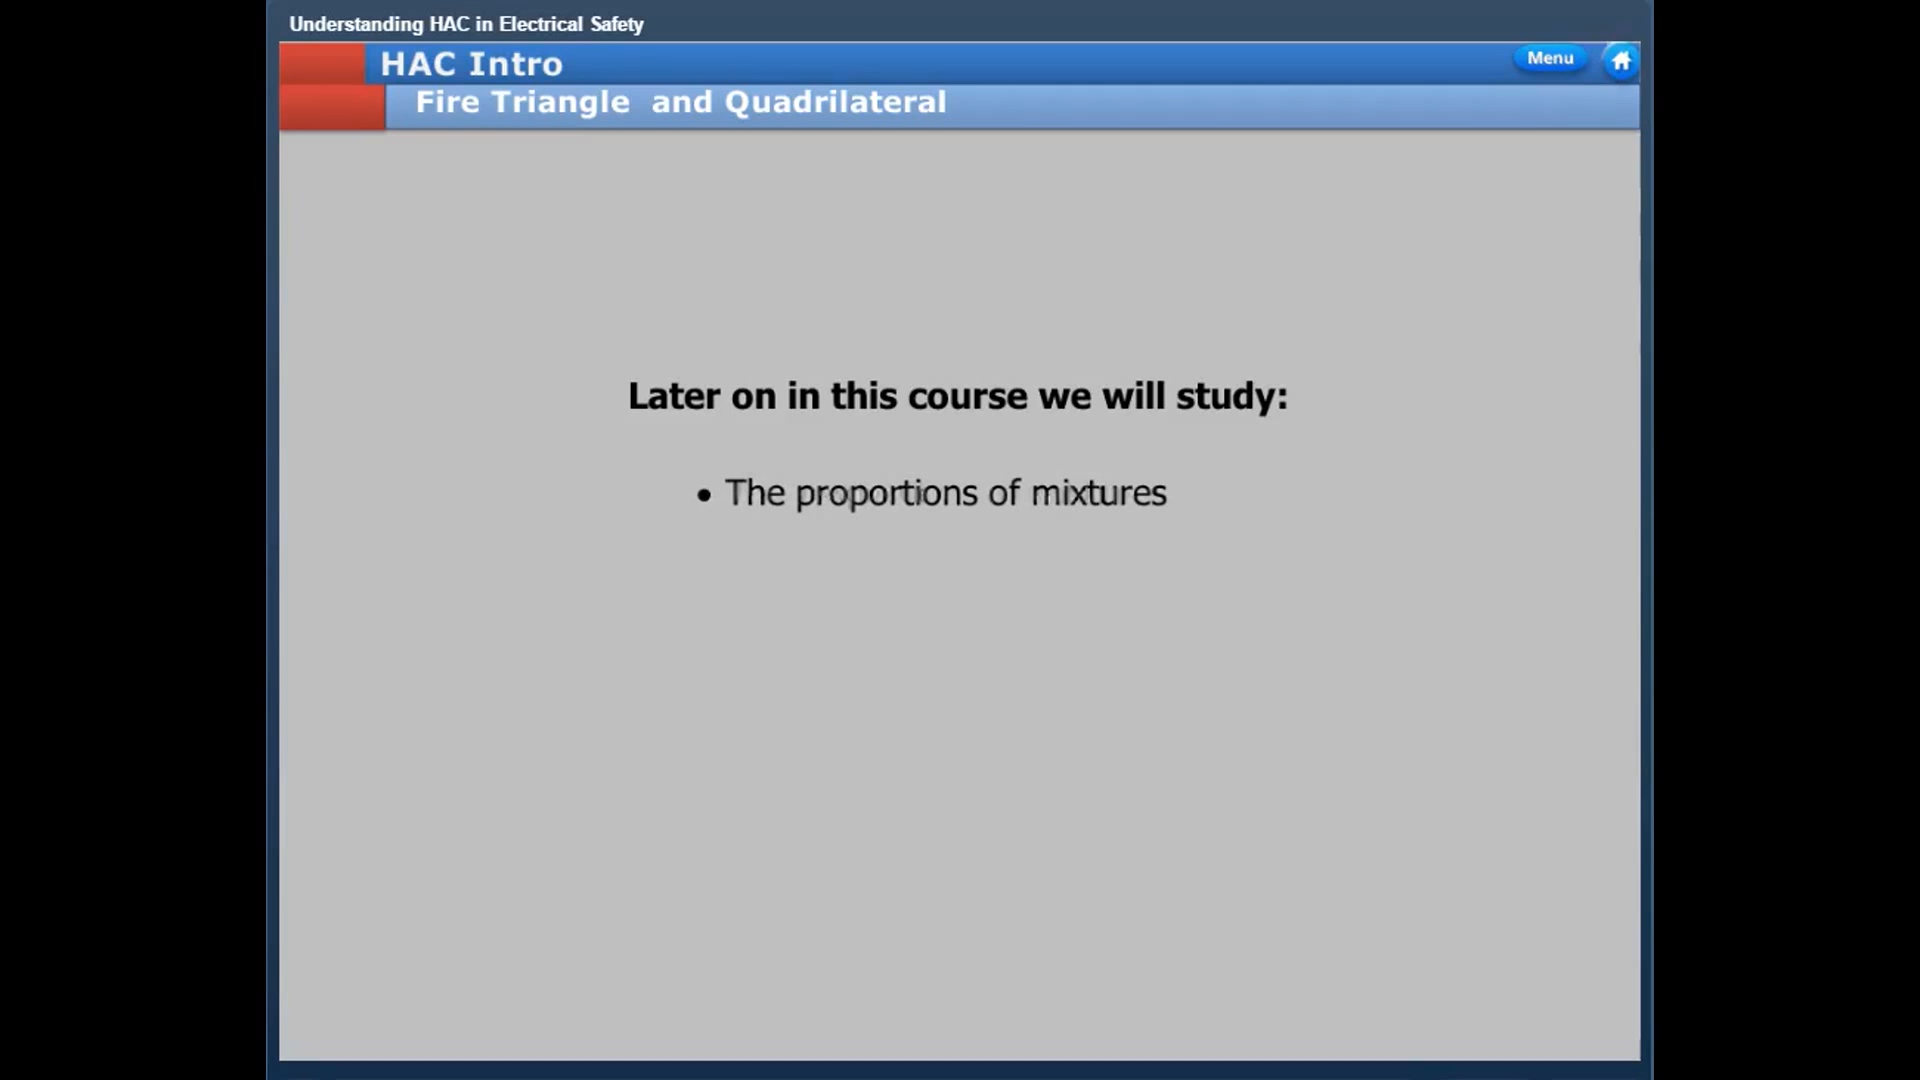 Understanding HAC in Electrical Safety
HAC Intro
Menu
Fire Triangle and Quadrilateral
Later on in this course we will study:
• The proportions of mixtures